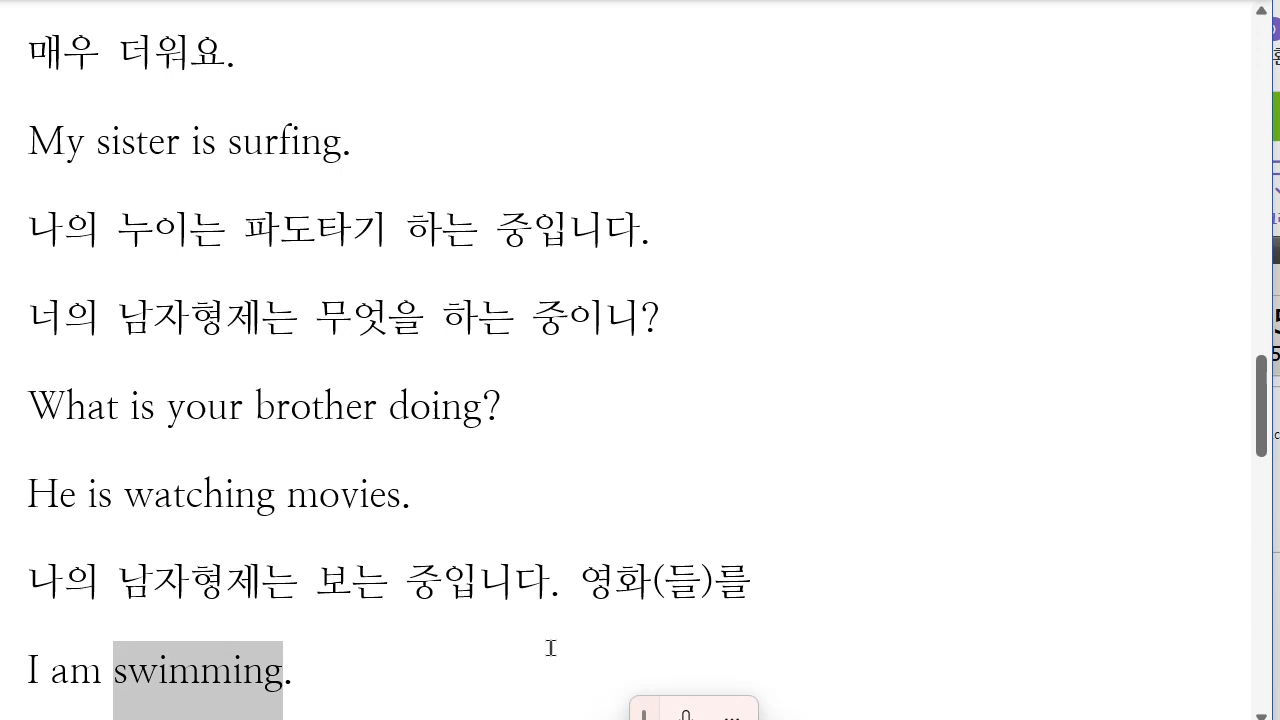 매우 더워요.
My sister is surfing.
나의 누이는 파도타기 하는 중입니다.
너의 남자형제는 무엇을 하는 중이니?
What is your brother doing?
He is watching movies.
나의 남자형제는 보는 중입니다. 영화(들)를
I am swimming.